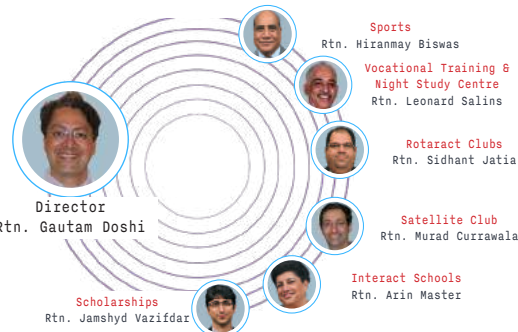 Sports
Rtn. Hiranmay Biswas
Vocational Training &
Night Study Centre
Rtn. Leonard Salins
Rotaract Clubs
Rtn. Sidhant Jatia
Director
Rtn. Gautam Doshi
Satellite Club
Rtn. Murad Currawala
Interact Schools
Rtn. Arin Master
Scholarships
Rtn. Jamshyd Vazifdar